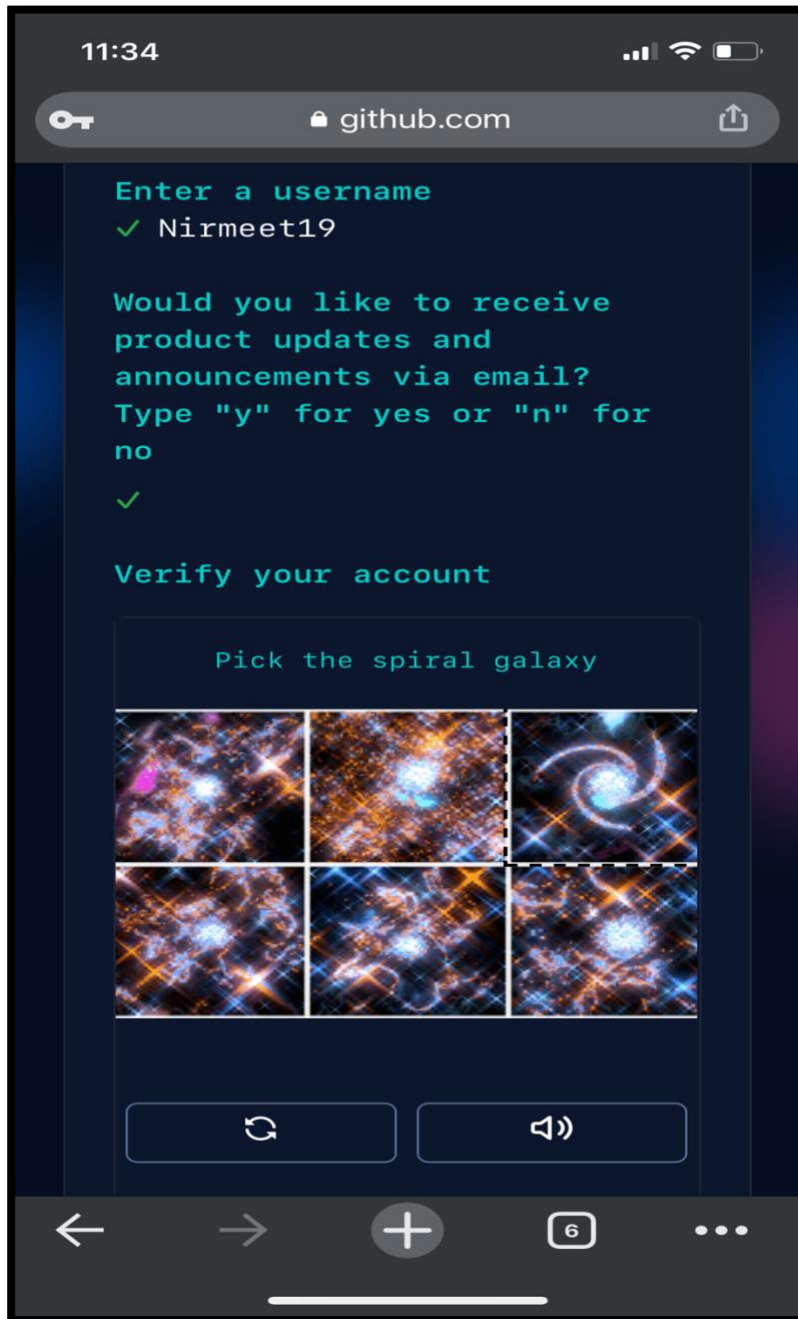 11:34
github.com
Enter a username
Nirmeet19
Would you like to receive
product updates and
announcements via email?
Type "y" for yes or "n" for
no
Verify your account
Pick the spiral galaxy
6